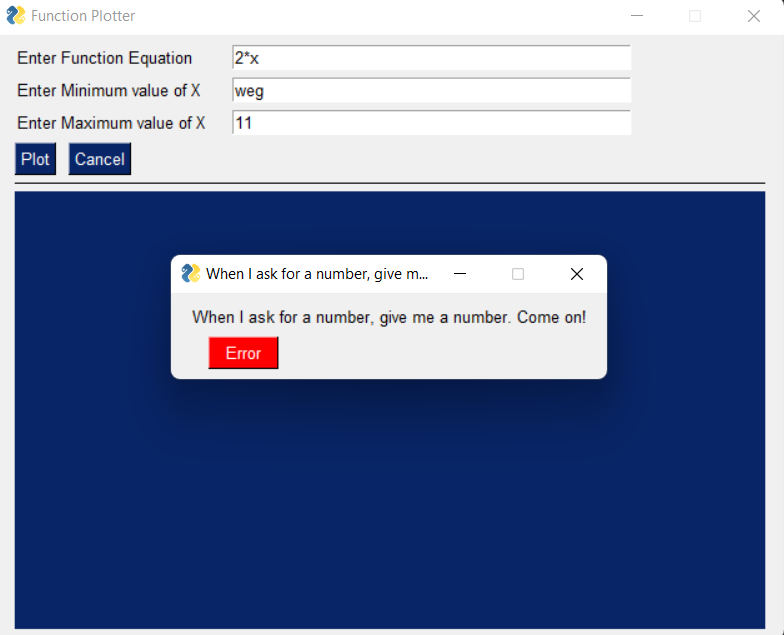 Function Plotter
Enter Function Equation 2*x
Enter Minimum value of X weg
Enter Maximum value of X 11
Plot Cancel
When I ask for a number, give m...
When I ask for a number, give me a number. Come on!
Error